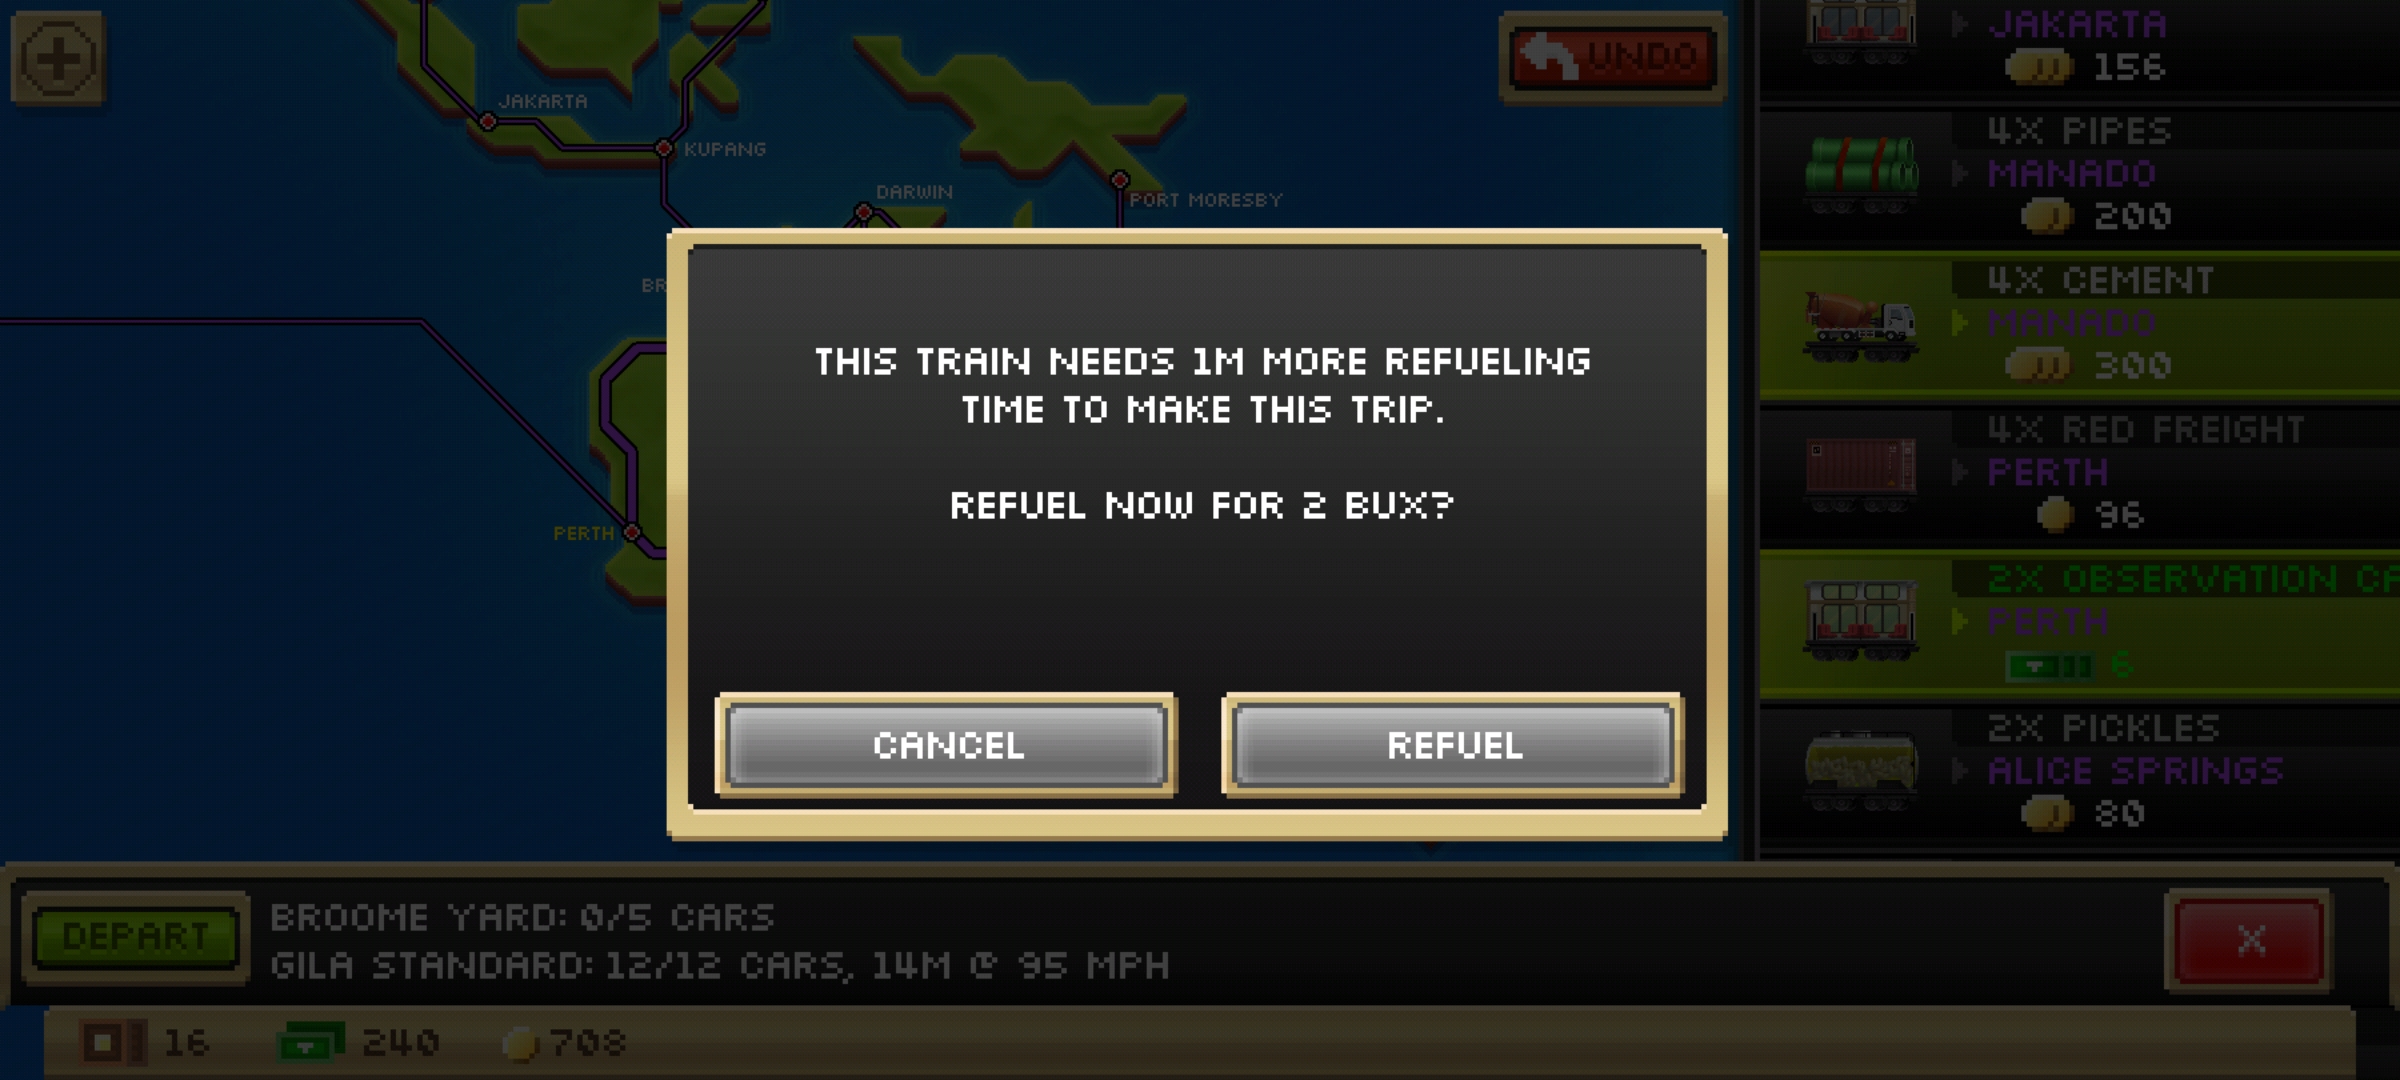 JAKARTA
156
UNDO
4X PIPES
MANADO
200
4X CEMENT
MANADO
300
4X RED FREIGHT
PERTH
96
2X OBSERVATION CA
PERTH
6
2X PICKLES
ALICE SPRINGS
80
JAKARTA
KUPANG
DARWIN
PORT MORESBY
BR
PERTH
THIS TRAIN NEEDS 1M MORE REFUELING
TIME TO MAKE THIS TRIP.
REFUEL NOW FOR 2 BUX?
CANCEL
REFUEL
DEPART
BROOME YARD: 0/5 CARS
GILA STANDARD: 12/12 CARS, 14M @ 95 MPH
X
16
240
708